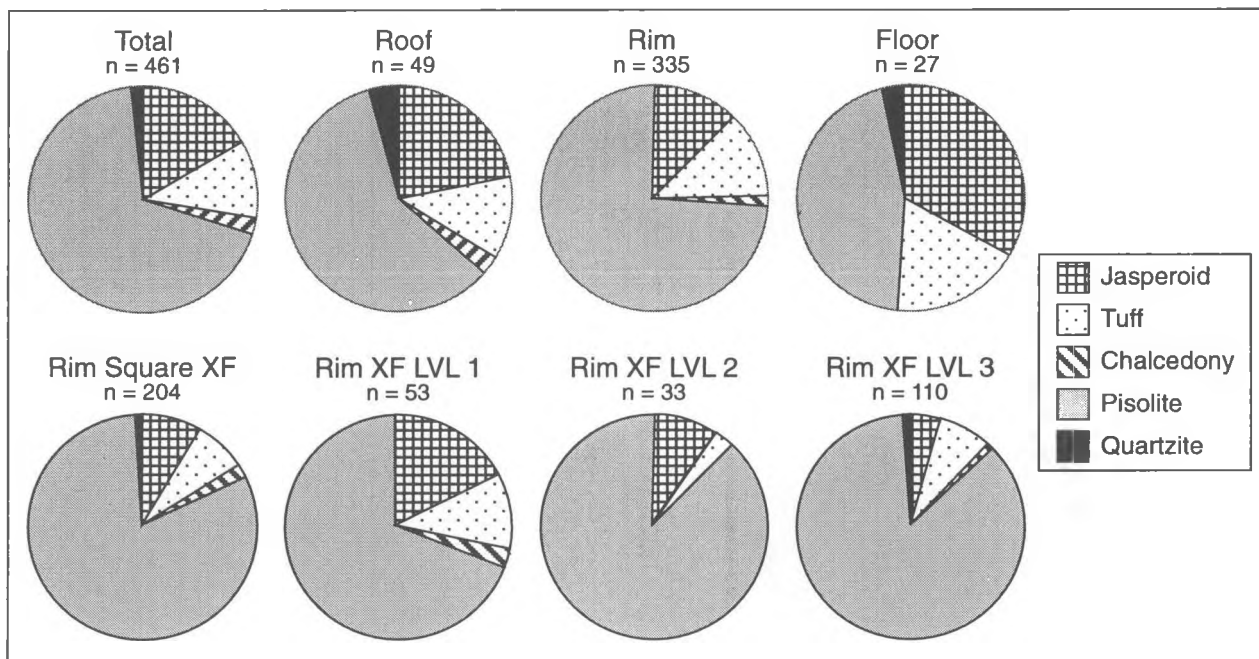 Total
n = 461
Roof
n = 49
Rim
n = 335
Floor
n = 27
Rim Square XF
n = 204
Rim XF LVL 1
n = 53
Rim XF LVL 2
n = 33
Rim XF LVL 3
n = 110
Jasperoid
Tuff
Chalcedony
Pisolite
Quartzite